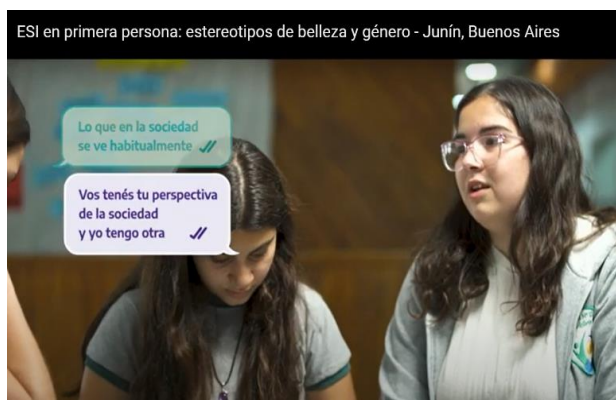 ESI en primera persona: estereotipos de belleza y género - Junín, Buenos Aires
Lo que en la sociedad
se ve habitualmente
Vos tenés tu perspectiva
de la sociedad
y yo tengo otra